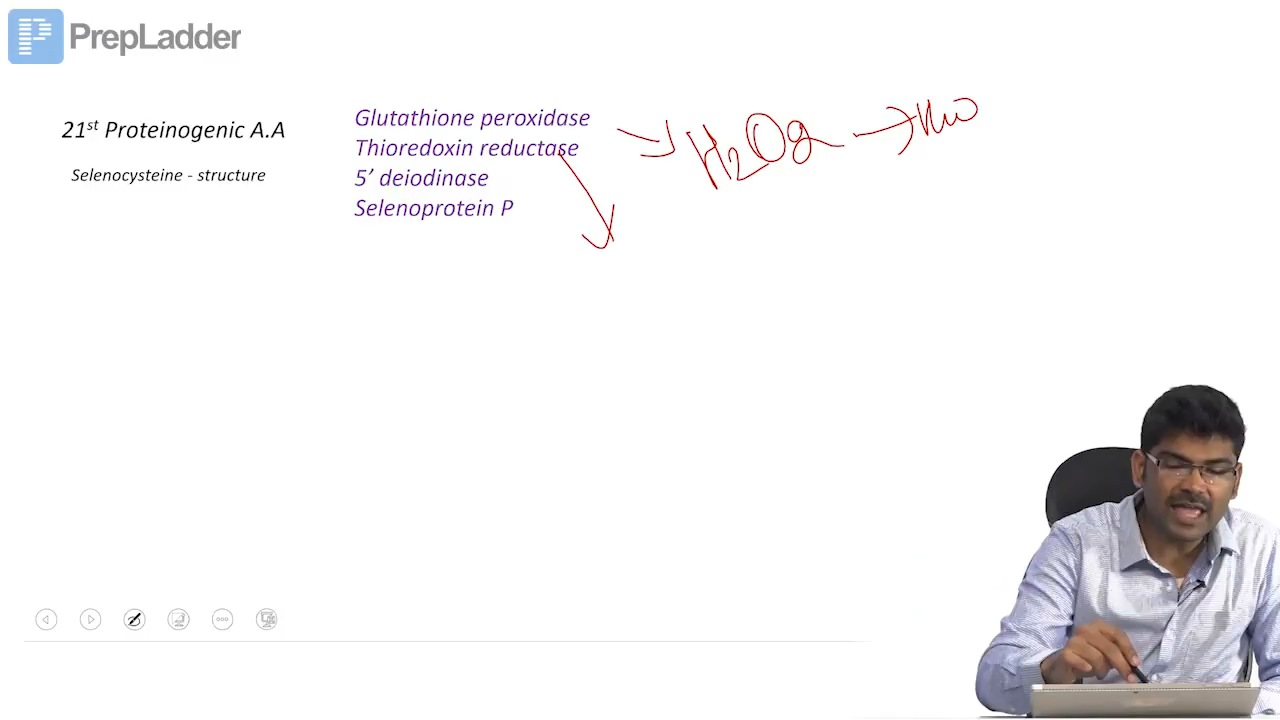 PrepLadder
21st Proteinogenic A.A
Selenocysteine - structure
Glutathione peroxidase
Thioredoxin reductase
5’ deiodinase
Selenoprotein P
H2O2